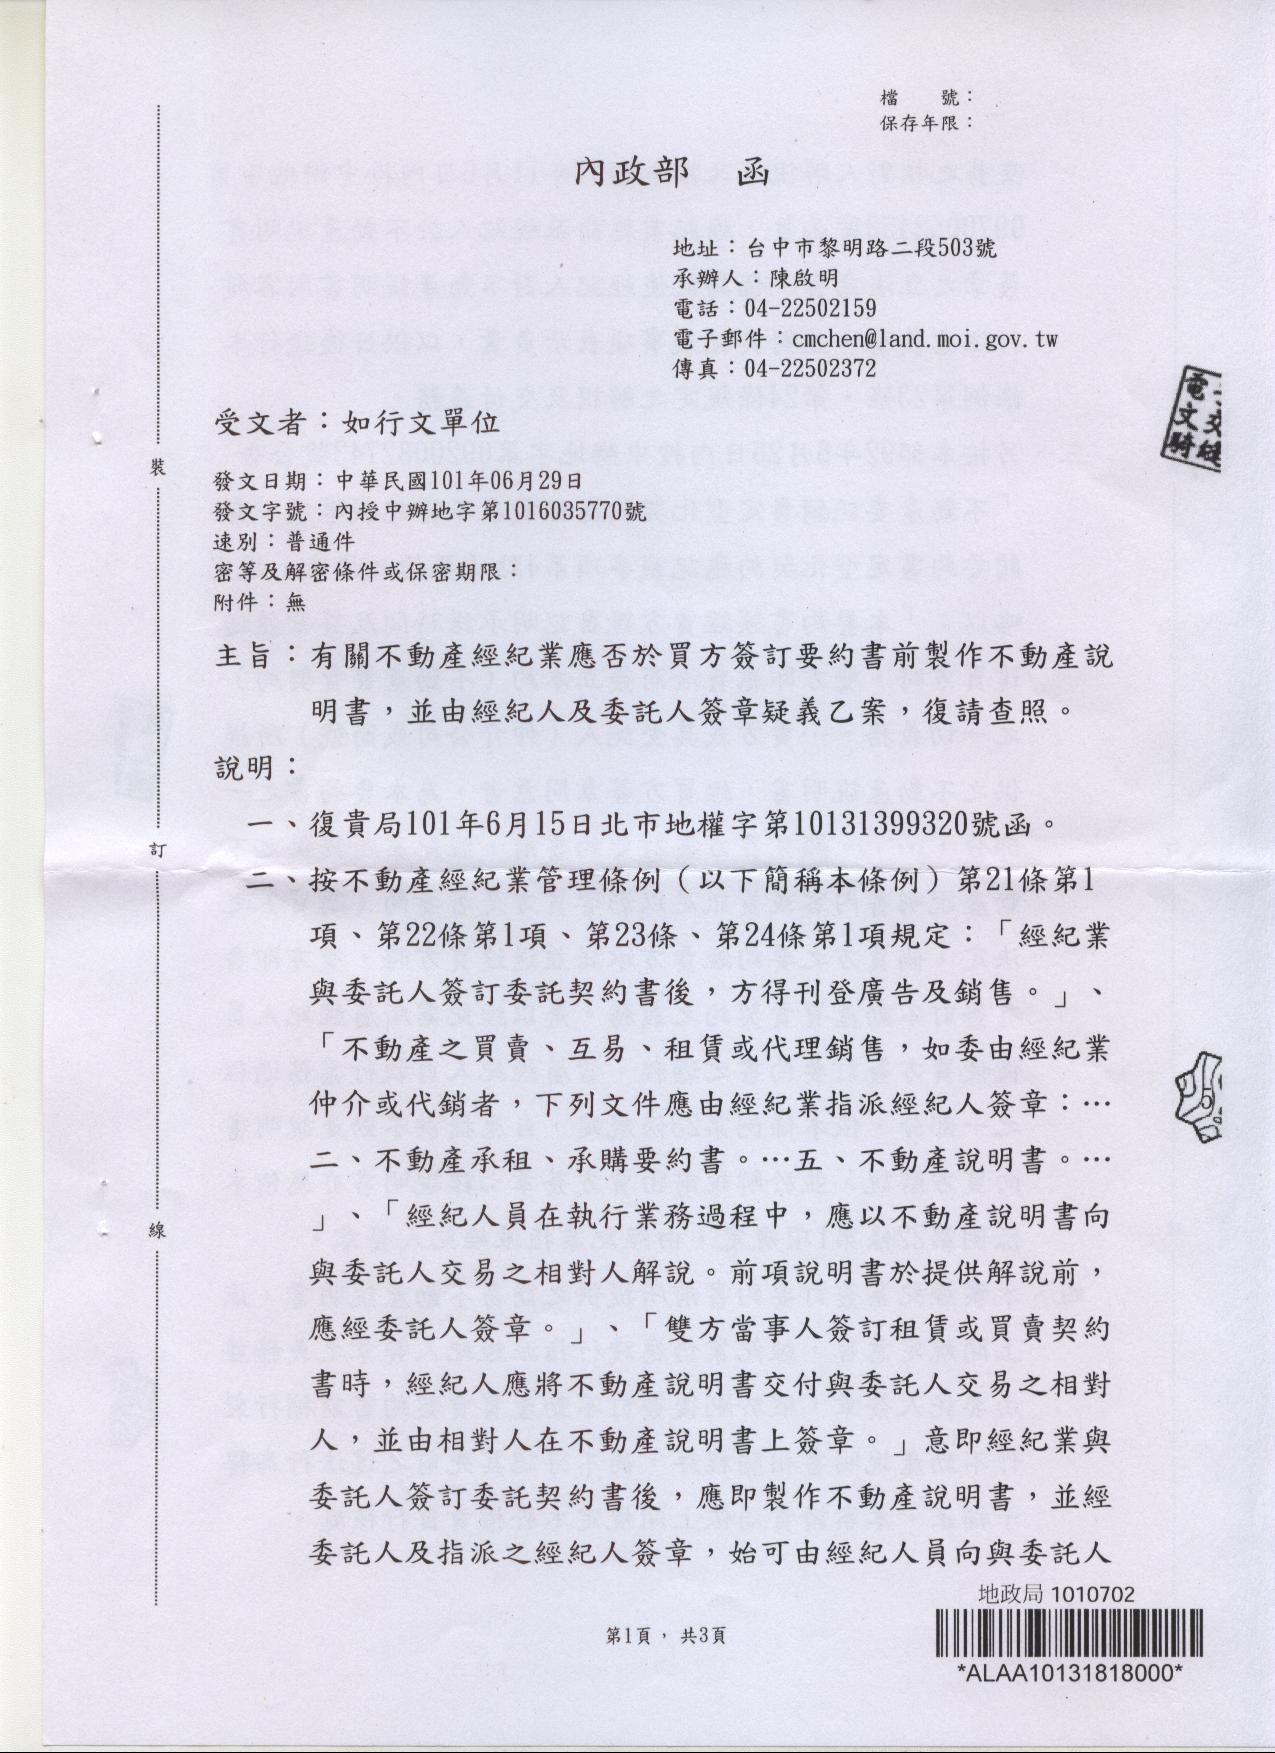 檔　　號：
保存年限：
內政部　函
地址：台中市黎明路二段503號
承辦人：陳啟明
電話：04-22502159
電子郵件：cmchen@land.moi.gov.tw
傳真：04-22502372
受文者：如行文單位
發文日期：中華民國101年06月29日
發文字號：內授中辦地字第1016035770號
速別：普通件
密等及解密條件或保密期限：
附件：無
主旨：有關不動產經紀業應否於買方簽訂要約書前製作不動產說
明書，並由經紀人及委託人簽章疑義乙案，復請查照。
說明：
一、復貴局101年6月15日北市地權字第10131399320號函。
二、按不動產經紀業管理條例（以下簡稱本條例）第21條第1
項、第22條第1項、第23條、第24條第1項規定：「經紀業
與委託人簽訂委託契約書後，方得刊登廣告及銷售。」、
「不動產之買賣、互易、租賃或代理銷售，如委由經紀業
仲介或代銷者，下列文件應由經紀業指派經紀人簽章：…
二、不動產承租、承購要約書。…五、不動產說明書。…
」、「經紀人員在執行業務過程中，應以不動產說明書向
與委託人交易之相對人解說。前項說明書於提供解說前，
應經委託人簽章。」、「雙方當事人簽訂租賃或買賣契約
書時，經紀人應將不動產說明書交付與委託人交易之相對
人，並由相對人在不動產說明書上簽章。」意即經紀業與
委託人簽訂委託契約書後，應即製作不動產說明書，並經
委託人及指派之經紀人簽章，始可由經紀人員向與委託人
裝
訂
線
電文騎
交縫
地政局 1010702
*ALAA10131818000*
第1頁，共3頁